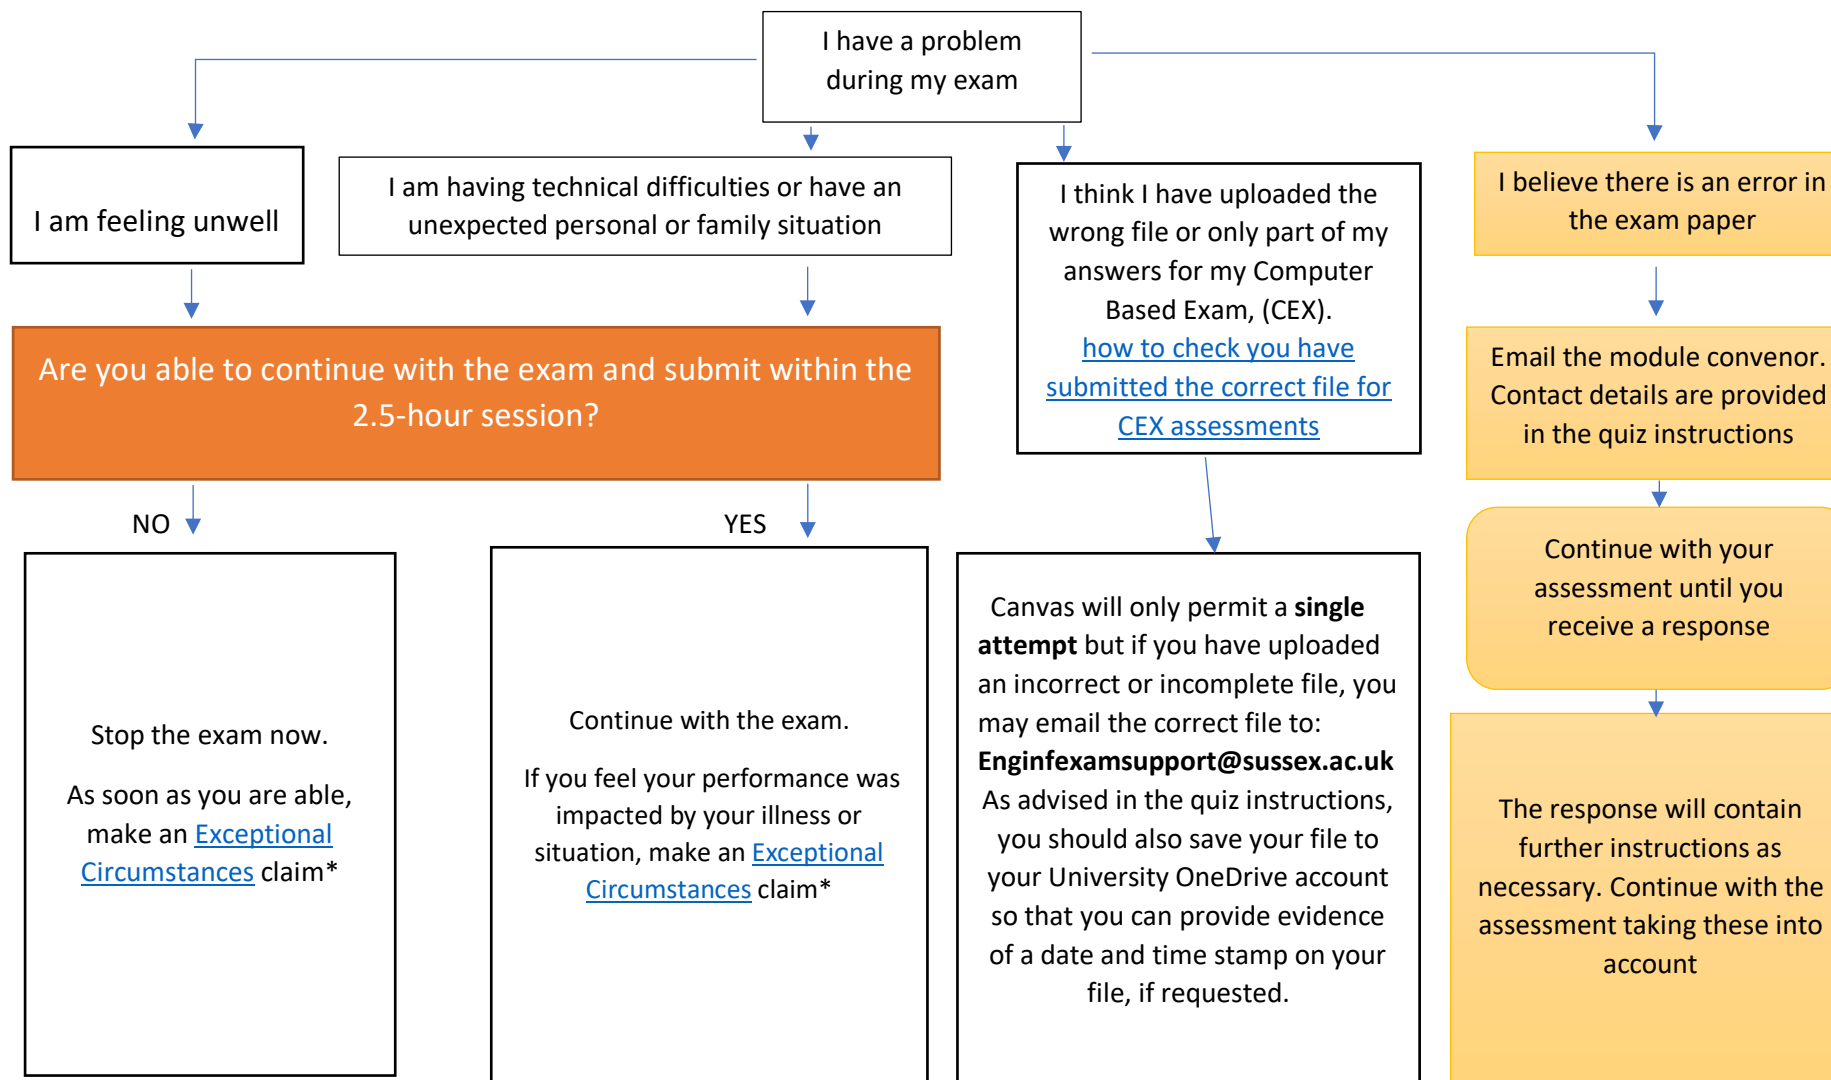 I have a problem
during my exam
I am feeling unwell
I am having technical difficulties or have an
unexpected personal or family situation
Are you able to continue with the exam and submit within the
2.5-hour session?
NO
YES
Stop the exam now.
As soon as you are able,
make an Exceptional
Circumstances claim*
Continue with the exam.
If you feel your performance was
impacted by your illness or
situation, make an Exceptional
Circumstances claim*
I think I have uploaded the
wrong file or only part of my
answers for my Computer
Based Exam, (CEX).
how to check you have
submitted the correct file for
CEX assessments
Canvas will only permit a single
attempt but if you have uploaded
an incorrect or incomplete file, you
may email the correct file to:
Enginfexamsupport@sussex.ac.uk
As advised in the quiz instructions,
you should also save your file to
your University OneDrive account
so that you can provide evidence
of a date and time stamp on your
file, if requested.
I believe there is an error in
the exam paper
Email the module convenor.
Contact details are provided
in the quiz instructions
Continue with your
assessment until you
receive a response
The response will contain
further instructions as
necessary. Continue with the
assessment taking these into
account